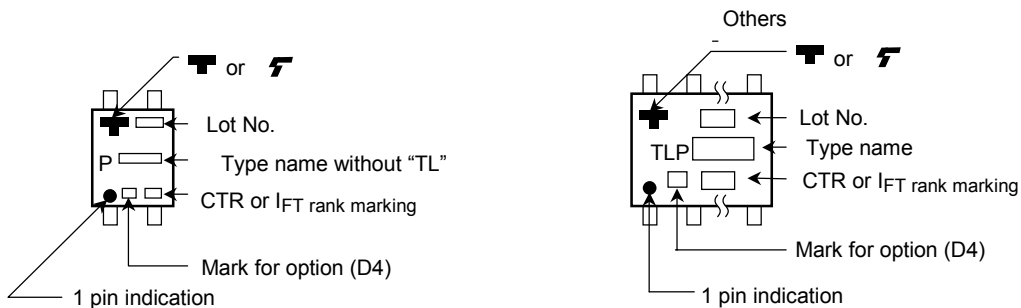 or
Lot No.
P
Type name without “TL”
CTR or IFT rank marking
Mark for option (D4)
1 pin indication
Others
or
Lot No.
TLP
Type name
CTR or IFT rank marking
Mark for option (D4)
1 pin indication